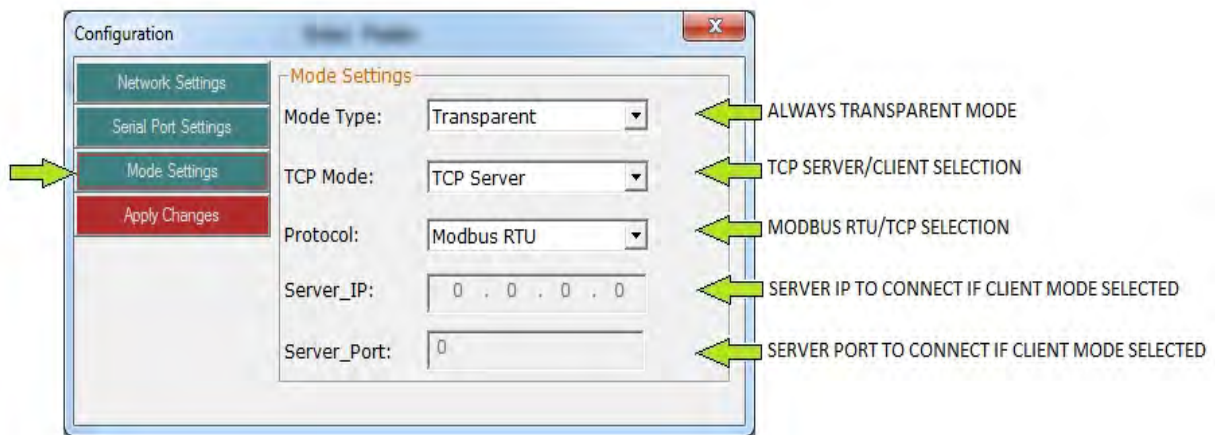 Configuration
Network Settings
Serial Port Settings
Mode Settings
Apply Changes
Mode Settings
Mode Type:
Transparent
ALWAYS TRANSPARENT MODE
TCP Mode:
TCP Server
TCP SERVER/CLIENT SELECTION
Protocol:
Modbus RTU
MODBUS RTU/TCP SELECTION
Server_IP:
0 . 0 . 0 . 0
SERVER IP TO CONNECT IF CLIENT MODE SELECTED
Server_Port:
0
SERVER PORT TO CONNECT IF CLIENT MODE SELECTED